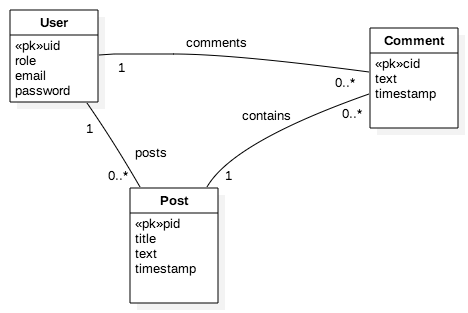 User
«pk»uid
role
email
password
comments
1
0..*
Comment
«pk»cid
text
timestamp
1
posts
0..*
contains
0..*
1
Post
«pk»pid
title
text
timestamp